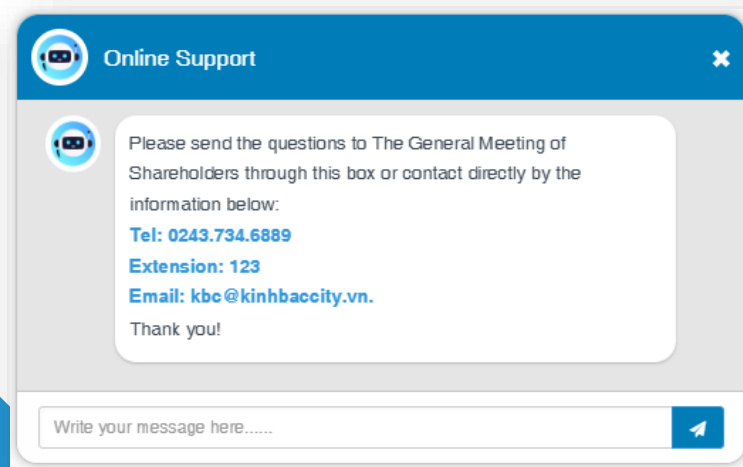 Online Support
Please send the questions to The General Meeting of
Shareholders through this box or contact directly by the
information below:
Tel: 0243.734.6889
Extension: 123
Email: kbc@kinhbaccity.vn.
Thank you!
Write your message here......